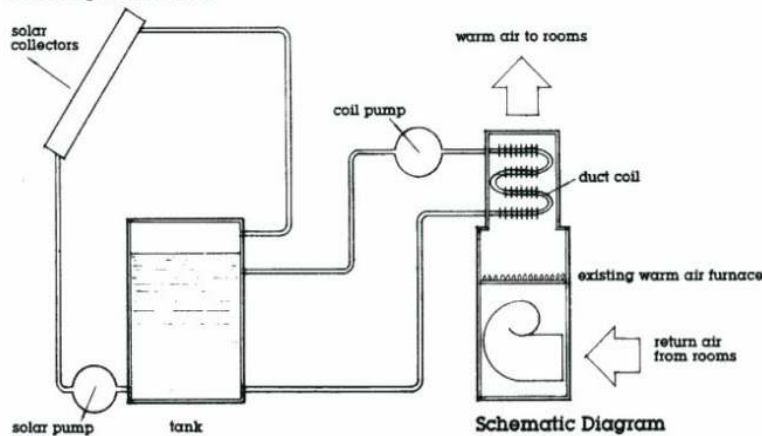 solar
collectors
warm air to rooms
coil pump
duct coil
existing warm air furnace
return air
from rooms
solar pump
tank
Schematic Diagram